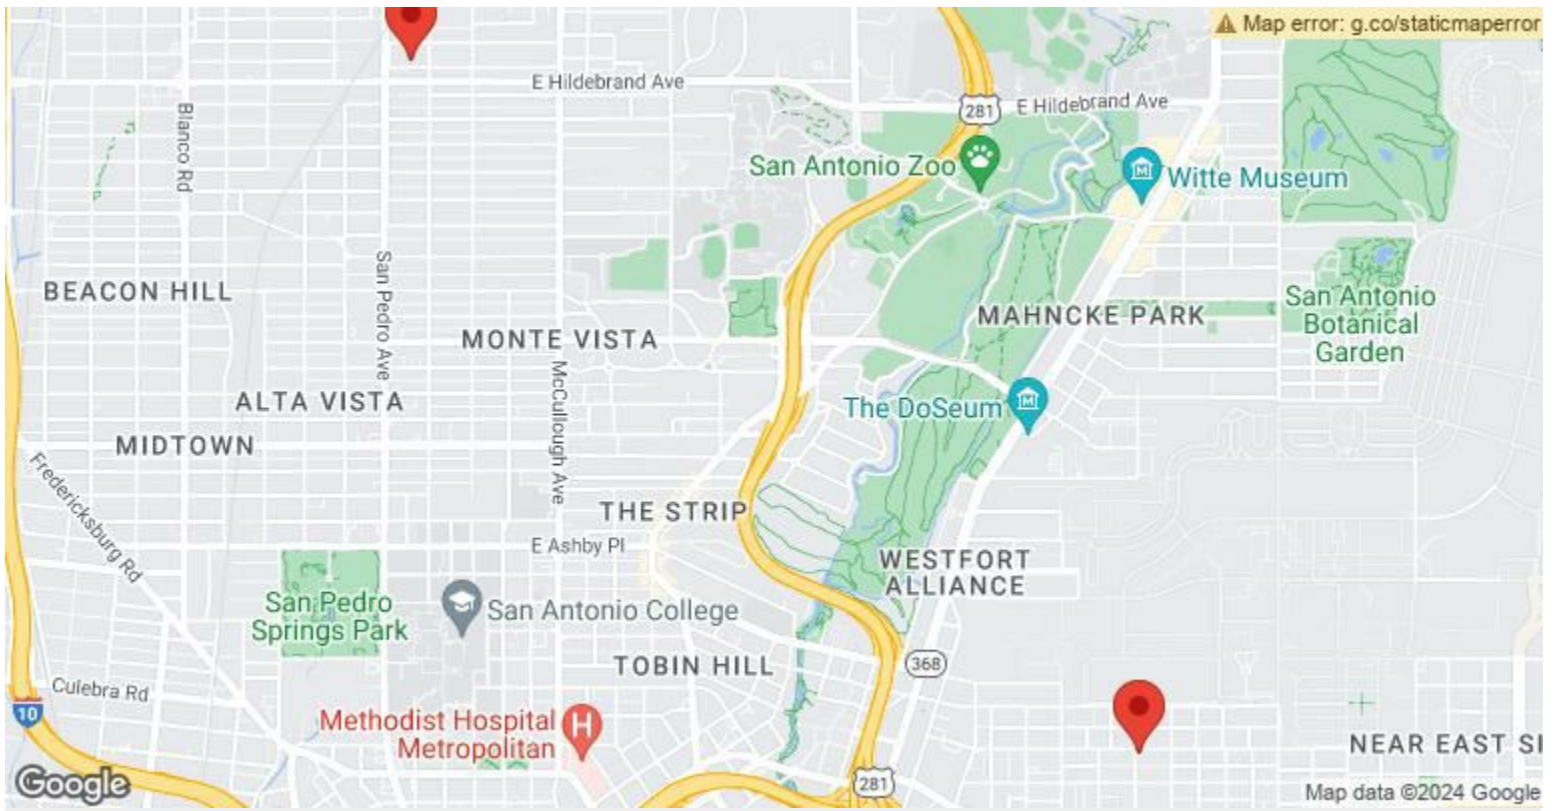 Map error: g.co/staticmaperror
E Hildebrand Ave
281
E Hildebrand Ave
Blanco Rd
San Antonio Zoo
Witte Museum
San Pedro Ave
BEACON HILL
San Antonio
Botanical
Garden
MAHNCKE PARK
MONTE VISTA
McCullough Ave
ALTA VISTA
The DoSeum
MIDTOWN
Fredericksburg Rd
THE STRIP
E Ashby Pl
WESTFORT
ALLIANCE
San Pedro
Springs Park
San Antonio College
TOBIN HILL
368
Culebra Rd
10
Methodist Hospital
Metropolitan
H
NEAR EAST SI
281
Google
Map data ©2024 Google